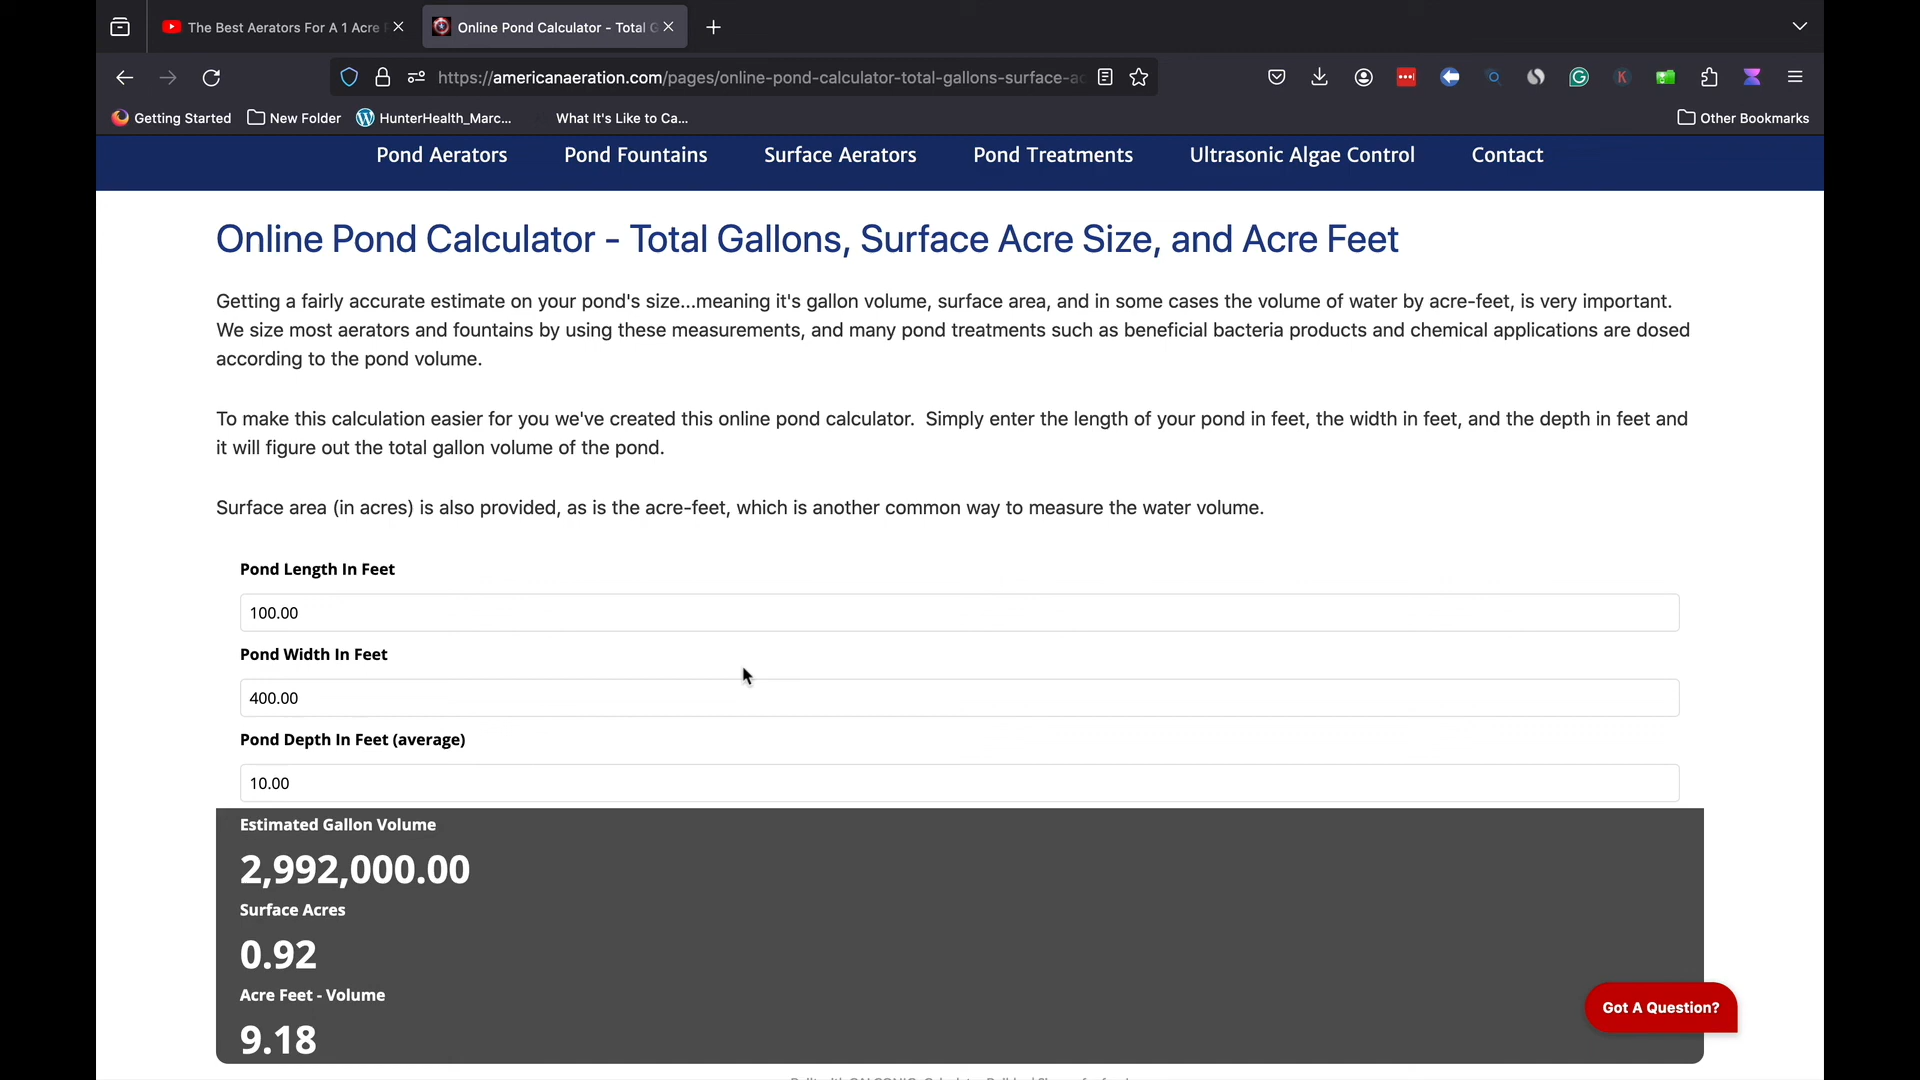 The Best Aerators For A 1 Acre
Online Pond Calculator - Total G
https://americanaeration.com/pages/online-pond-calculator-total-gallons-surface-ac
Getting Started New Folder HunterHealth_Marc... What It's Like to Ca... Other Bookmarks
Pond Aerators Pond Fountains Surface Aerators Pond Treatments Ultrasonic Algae Control Contact
Online Pond Calculator - Total Gallons, Surface Acre Size, and Acre Feet
Getting a fairly accurate estimate on your pond's size...meaning it's gallon volume, surface area, and in some cases the volume of water by acre-feet, is very important.
We size most aerators and fountains by using these measurements, and many pond treatments such as beneficial bacteria products and chemical applications are dosed
according to the pond volume.
To make this calculation easier for you we've created this online pond calculator. Simply enter the length of your pond in feet, the width in feet, and the depth in feet and
it will figure out the total gallon volume of the pond.
Surface area (in acres) is also provided, as is the acre-feet, which is another common way to measure the water volume.
Pond Length In Feet
100.00
Pond Width In Feet
400.00
Pond Depth In Feet (average)
10.00
Estimated Gallon Volume
2,992,000.00
Surface Acres
0.92
Acre Feet - Volume
9.18
Got A Question?